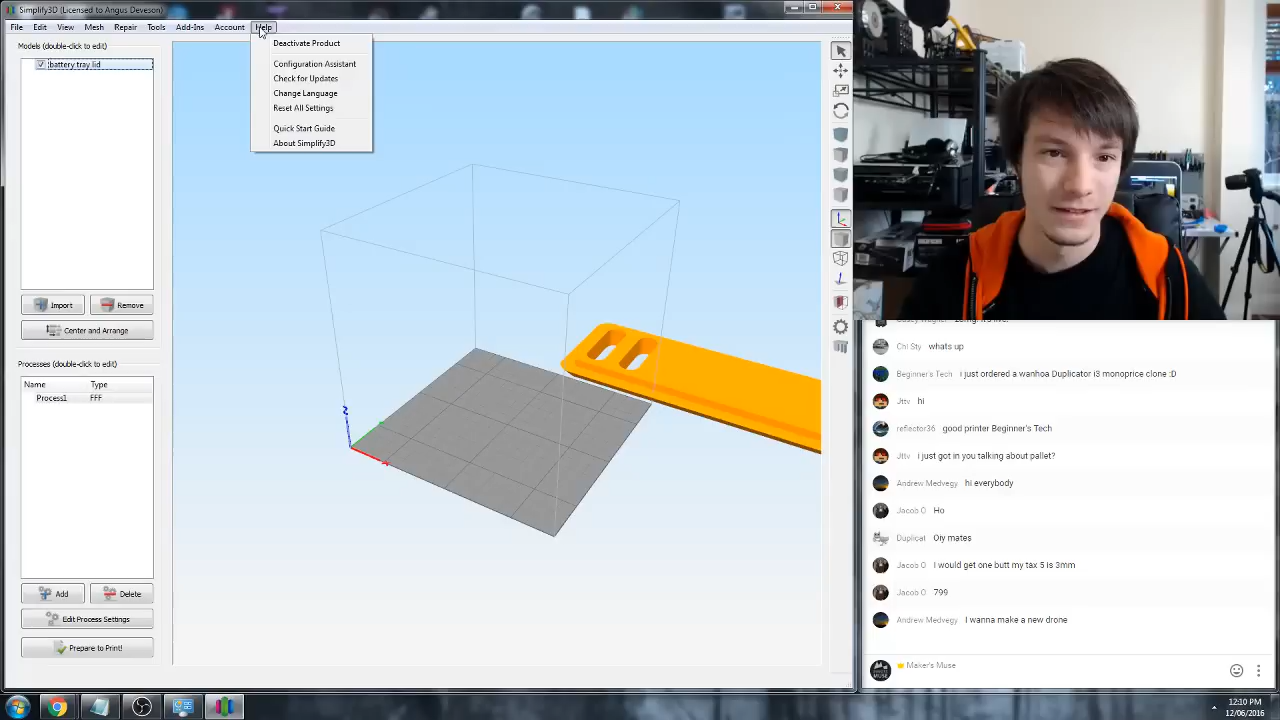 Simplify3D (Licensed to Angus Deveson)
File Edit View Mesh Repair Tools Add-Ins Account Help
Models (double-click to edit)
battery tray lid
Deactivate Product
Configuration Assistant
Check for Updates
Change Language
Reset All Settings
Quick Start Guide
About Simplify3D
Import
Remove
Center and Arrange
Processes (double-click to edit)
Name Type
Process1 FFF
Add
Delete
Edit Process Settings
Prepare to Print!
Chi Sty whats up
Beginner's Tech i just ordered a wanhoa Duplicator i3 monoprice clone :D
Jttv hi
reflector36 good printer Beginner's Tech
Jttv i just got in you talking about pallet?
Andrew Medvegy hi everybody
Jacob O Ho
Duplicat Oiy mates
Jacob O I would get one butt my tax 5 is 3mm
Jacob O 799
Andrew Medvegy I wanna make a new drone
Maker's Muse
12:10 PM
12/06/2016